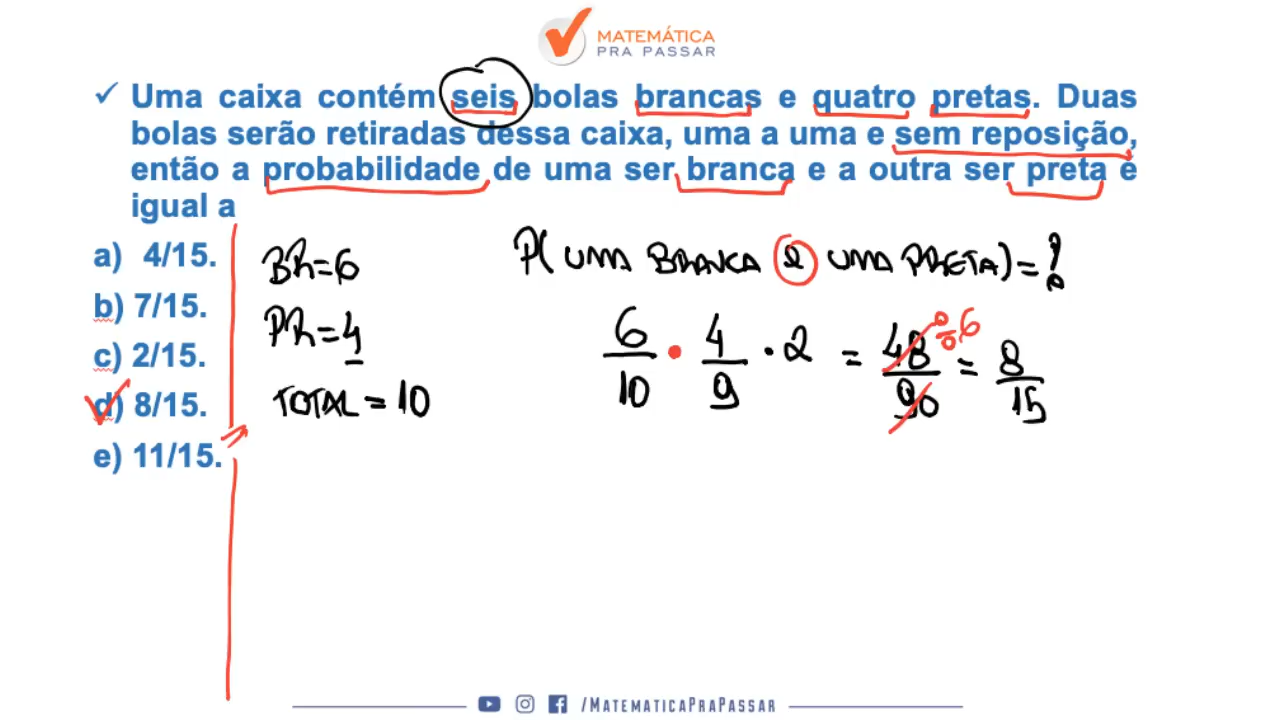 MATEMÁTICA
PRA PASSAR
✓ Uma caixa contém seis bolas brancas e quatro pretas. Duas
bolas serão retiradas dessa caixa, uma a uma e sem reposição,
então a probabilidade de uma ser branca e a outra ser preta é
igual a
a) 4/15.
b) 7/15.
c) 2/15.
d) 8/15.
e) 11/15.
BR=6
PR=4
TOTAL=10
P(UMA BRANCA e UMA PRETA)=?
6/10 · 4/9 · 2 = 48/90 ÷6 = 8/15
/MATEMATICAPRAPASSAR